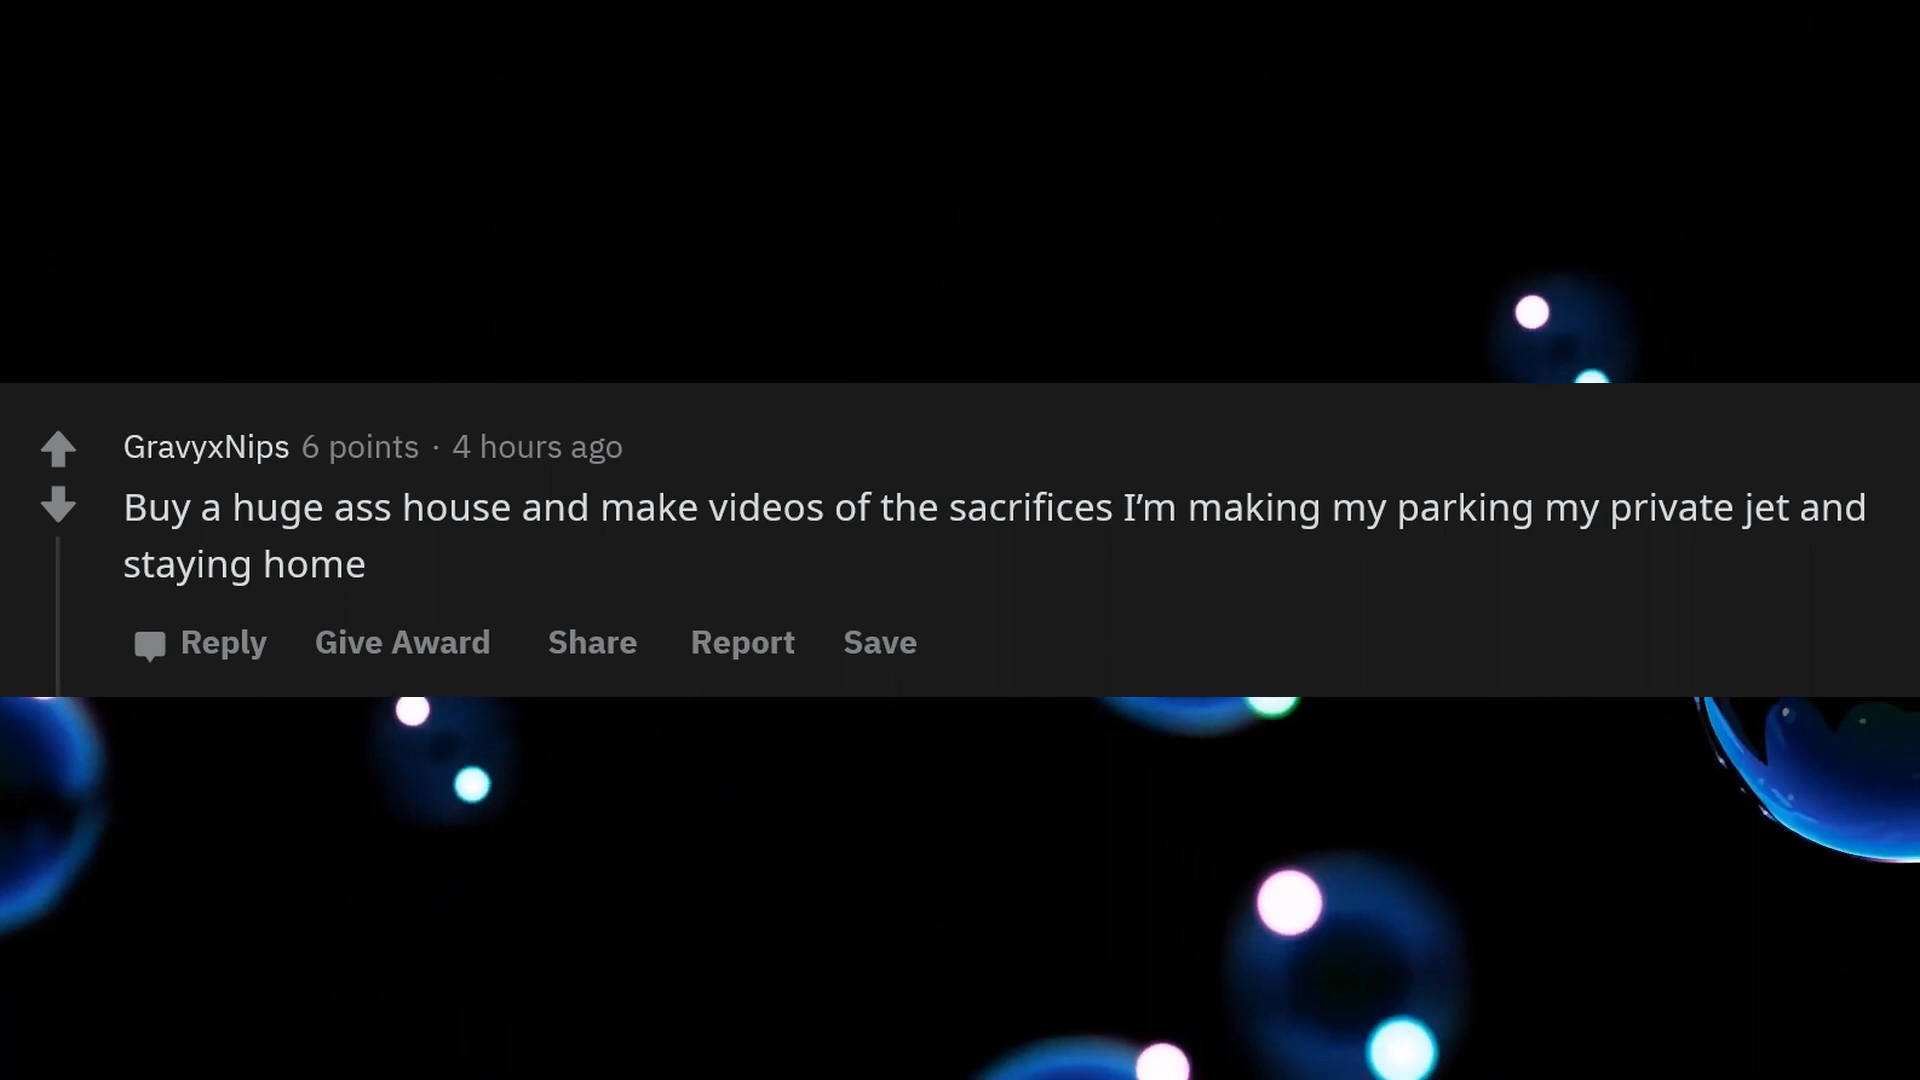 GravyxNips 6 points · 4 hours ago
Buy a huge ass house and make videos of the sacrifices I’m making my parking my private jet and
staying home
Reply Give Award Share Report Save